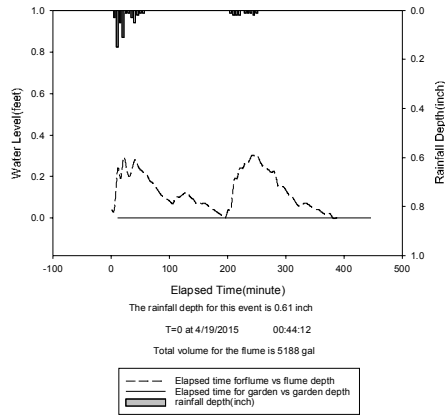 1.0
0.8
0.6
0.4
0.2
0.0
Water Level(feet)
0.0
0.2
0.4
0.6
0.8
1.0
Rainfall Depth(inch)
-100 0 100 200 300 400 500
Elapsed Time(minute)
The rainfall depth for this event is 0.61 inch
T=0 at 4/19/2015 00:44:12
Total volume for the flume is 5188 gal
Elapsed time forflume vs flume depth
Elapsed time for garden vs garden depth
rainfall depth(inch)